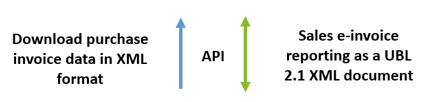 Download purchase
invoice data in XML
format
API
Sales e-invoice
reporting as a UBL
2.1 XML document